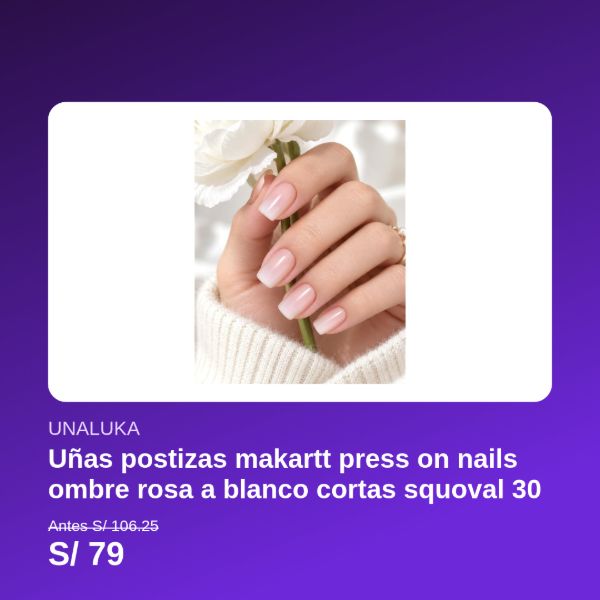 UNALUKA
Uñas postizas makartt press on nails
ombre rosa a blanco cortas squoval 30
Antes S/ 106.25
S/ 79